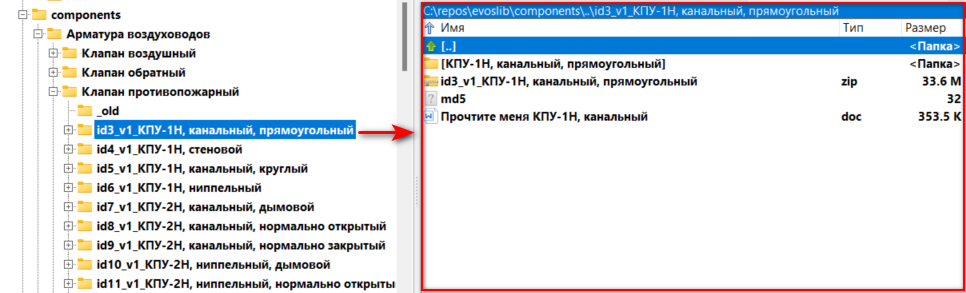 components
Арматура воздуховодов
Клапан воздушный
Клапан обратный
Клапан противопожарный
_old
id3_v1_КПУ-1Н, канальный, прямоугольный
id4_v1_КПУ-1Н, стеновой
id5_v1_КПУ-1Н, канальный, круглый
id6_v1_КПУ-1Н, ниппельный
id7_v1_КПУ-2Н, канальный, дымовой
id8_v1_КПУ-2Н, канальный, нормально открытый
id9_v1_КПУ-2Н, канальный, нормально закрытый
id10_v1_КПУ-2Н, ниппельный, дымовой
id11_v1_КПУ-2Н, ниппельный, нормально откры
C:\repos\evoslib\components\..\id3_v1_КПУ-1Н, канальный, прямоугольный
Имя Тип Размер
[..] <Папка>
[КПУ-1Н, канальный, прямоугольный] <Папка>
id3_v1_КПУ-1Н, канальный, прямоугольный zip 33.6 M
md5 32
Прочтите меня КПУ-1Н, канальный doc 353.5 K